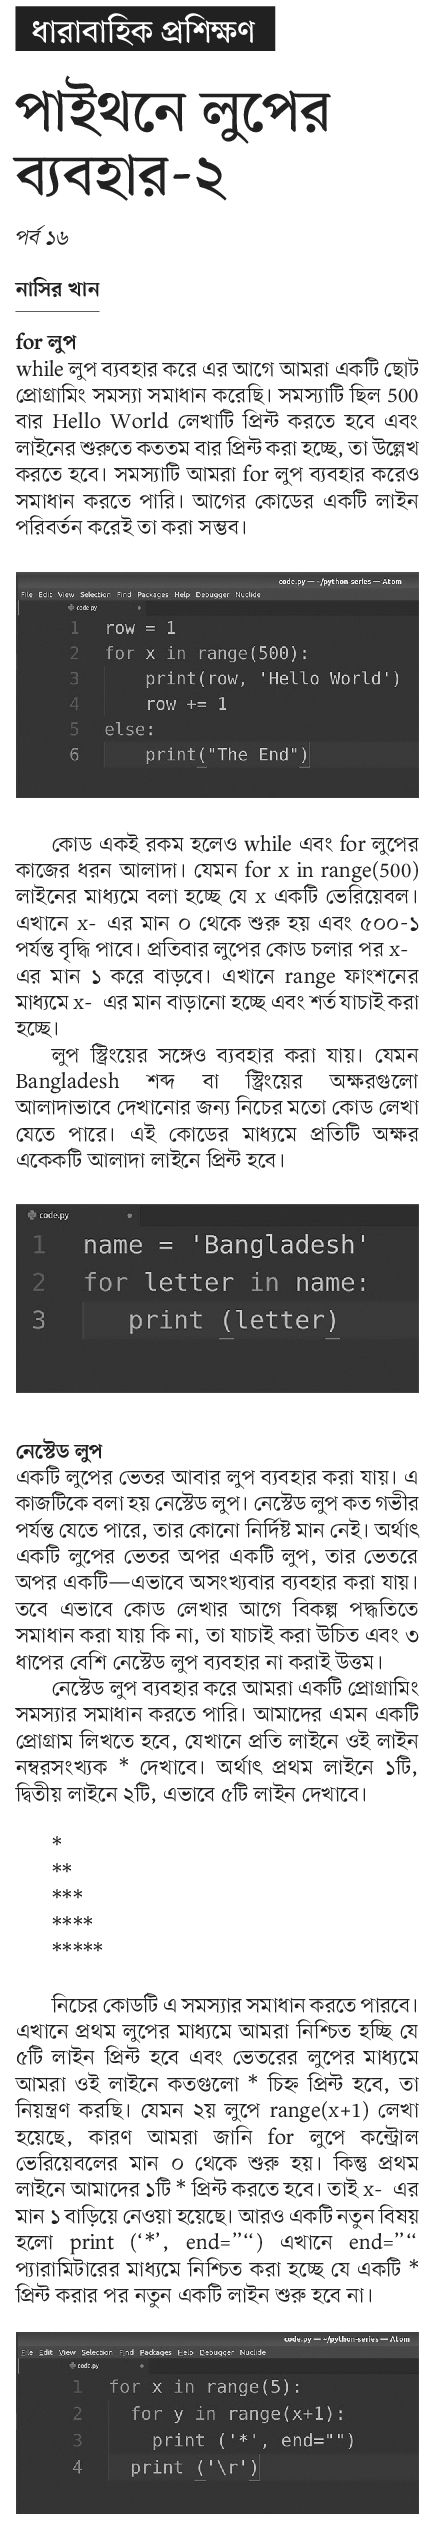 ধারাবাহিক প্রশিক্ষণ
পাইথনে লুপের
ব্যবহার-২
পর্ব ১৬
নাসির খান
for লুপ
while লুপ ব্যবহার করে এর আগে আমরা একটি ছোট
প্রোগ্রামিং সমস্যা সমাধান করেছি। সমস্যাটি ছিল 500
বার Hello World লেখাটি প্রিন্ট করতে হবে এবং
লাইনের শুরুতে কততম বার প্রিন্ট করা হচ্ছে, তা উল্লেখ
করতে হবে। সমস্যাটি আমরা for লুপ ব্যবহার করেও
সমাধান করতে পারি। আগের কোডের একটি লাইন
পরিবর্তন করেই তা করা সম্ভব।
code.py — ~/python-series — Atom
File Edit View Selection Find Packages Help Debugger Nuclide
code.py
1 row = 1
2 for x in range(500):
3 print(row, 'Hello World')
4 row += 1
5 else:
6 print("The End")
কোড একই রকম হলেও while এবং for লুপের
কাজের ধরন আলাদা। যেমন for x in range(500)
লাইনের মাধ্যমে বলা হচ্ছে যে x একটি ভেরিয়েবল।
এখানে x- এর মান ০ থেকে শুরু হয় এবং ৫০০-১
পর্যন্ত বৃদ্ধি পাবে। প্রতিবার লুপের কোড চলার পর x-
এর মান ১ করে বাড়বে। এখানে range ফাংশনের
মাধ্যমে x- এর মান বাড়ানো হচ্ছে এবং শর্ত যাচাই করা
হচ্ছে।
লুপ স্ট্রিংয়ের সঙ্গেও ব্যবহার করা যায়। যেমন
Bangladesh শব্দ বা স্ট্রিংয়ের অক্ষরগুলো
আলাদাভাবে দেখানোর জন্য নিচের মতো কোড লেখা
যেতে পারে। এই কোডের মাধ্যমে প্রতিটি অক্ষর
একেকটি আলাদা লাইনে প্রিন্ট হবে।
code.py
1 name = 'Bangladesh'
2 for letter in name:
3 print (letter)
নেস্টেড লুপ
একটি লুপের ভেতর আবার লুপ ব্যবহার করা যায়। এ
কাজটিকে বলা হয় নেস্টেড লুপ। নেস্টেড লুপ কত গভীর
পর্যন্ত যেতে পারে, তার কোনো নির্দিষ্ট মান নেই। অর্থাৎ
একটি লুপের ভেতর অপর একটি লুপ, তার ভেতরে
অপর একটি—এভাবে অসংখ্যবার ব্যবহার করা যায়।
তবে এভাবে কোড লেখার আগে বিকল্প পদ্ধতিতে
সমাধান করা যায় কি না, তা যাচাই করা উচিত এবং ৩
ধাপের বেশি নেস্টেড লুপ ব্যবহার না করাই উত্তম।
নেস্টেড লুপ ব্যবহার করে আমরা একটি প্রোগ্রামিং
সমস্যার সমাধান করতে পারি। আমাদের এমন একটি
প্রোগ্রাম লিখতে হবে, যেখানে প্রতি লাইনে ওই লাইন
নম্বরসংখ্যক * দেখাবে। অর্থাৎ প্রথম লাইনে ১টি,
দ্বিতীয় লাইনে ২টি, এভাবে ৫টি লাইন দেখাবে।
*
**
***
****
*****
নিচের কোডটি এ সমস্যার সমাধান করতে পারবে।
এখানে প্রথম লুপের মাধ্যমে আমরা নিশ্চিত হচ্ছি যে
৫টি লাইন প্রিন্ট হবে এবং ভেতরের লুপের মাধ্যমে
আমরা ওই লাইনে কতগুলো * চিহ্ন প্রিন্ট হবে, তা
নিয়ন্ত্রণ করছি। যেমন ২য় লুপে range(x+1) লেখা
হয়েছে, কারণ আমরা জানি for লুপে কন্ট্রোল
ভেরিয়েবলের মান ০ থেকে শুরু হয়। কিন্তু প্রথম
লাইনে আমাদের ১টি * প্রিন্ট করতে হবে। তাই x- এর
মান ১ বাড়িয়ে নেওয়া হয়েছে। আরও একটি নতুন বিষয়
হলো print (‘*’, end=”“) এখানে end=”“
প্যারামিটারের মাধ্যমে নিশ্চিত করা হচ্ছে যে একটি *
প্রিন্ট করার পর নতুন একটি লাইন শুরু হবে না।
code.py — ~/python-series — Atom
File Edit View Selection Find Packages Help Debugger Nuclide
code.py
1 for x in range(5):
2 for y in range(x+1):
3 print ('*', end="")
4 print ('\r')